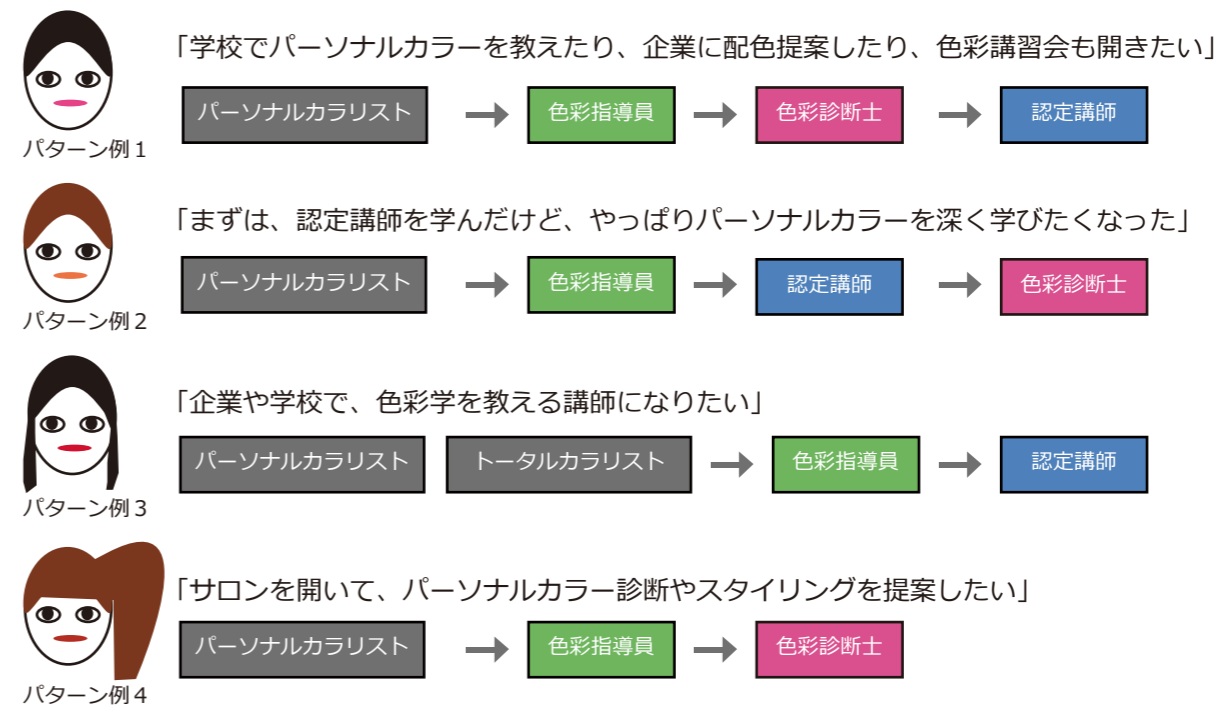 「学校でパーソナルカラーを教えたり、企業に配色提案したり、色彩講習会も開きたい」
パーソナルカラリスト 色彩指導員 色彩診断士 認定講師
パターン例１
「まずは、認定講師を学んだけど、やっぱりパーソナルカラーを深く学びたくなった」
パーソナルカラリスト 色彩指導員 認定講師 色彩診断士
パターン例２
「企業や学校で、色彩学を教える講師になりたい」
パーソナルカラリスト トータルカラリスト 色彩指導員 認定講師
パターン例３
「サロンを開いて、パーソナルカラー診断やスタイリングを提案したい」
パーソナルカラリスト 色彩指導員 色彩診断士
パターン例４